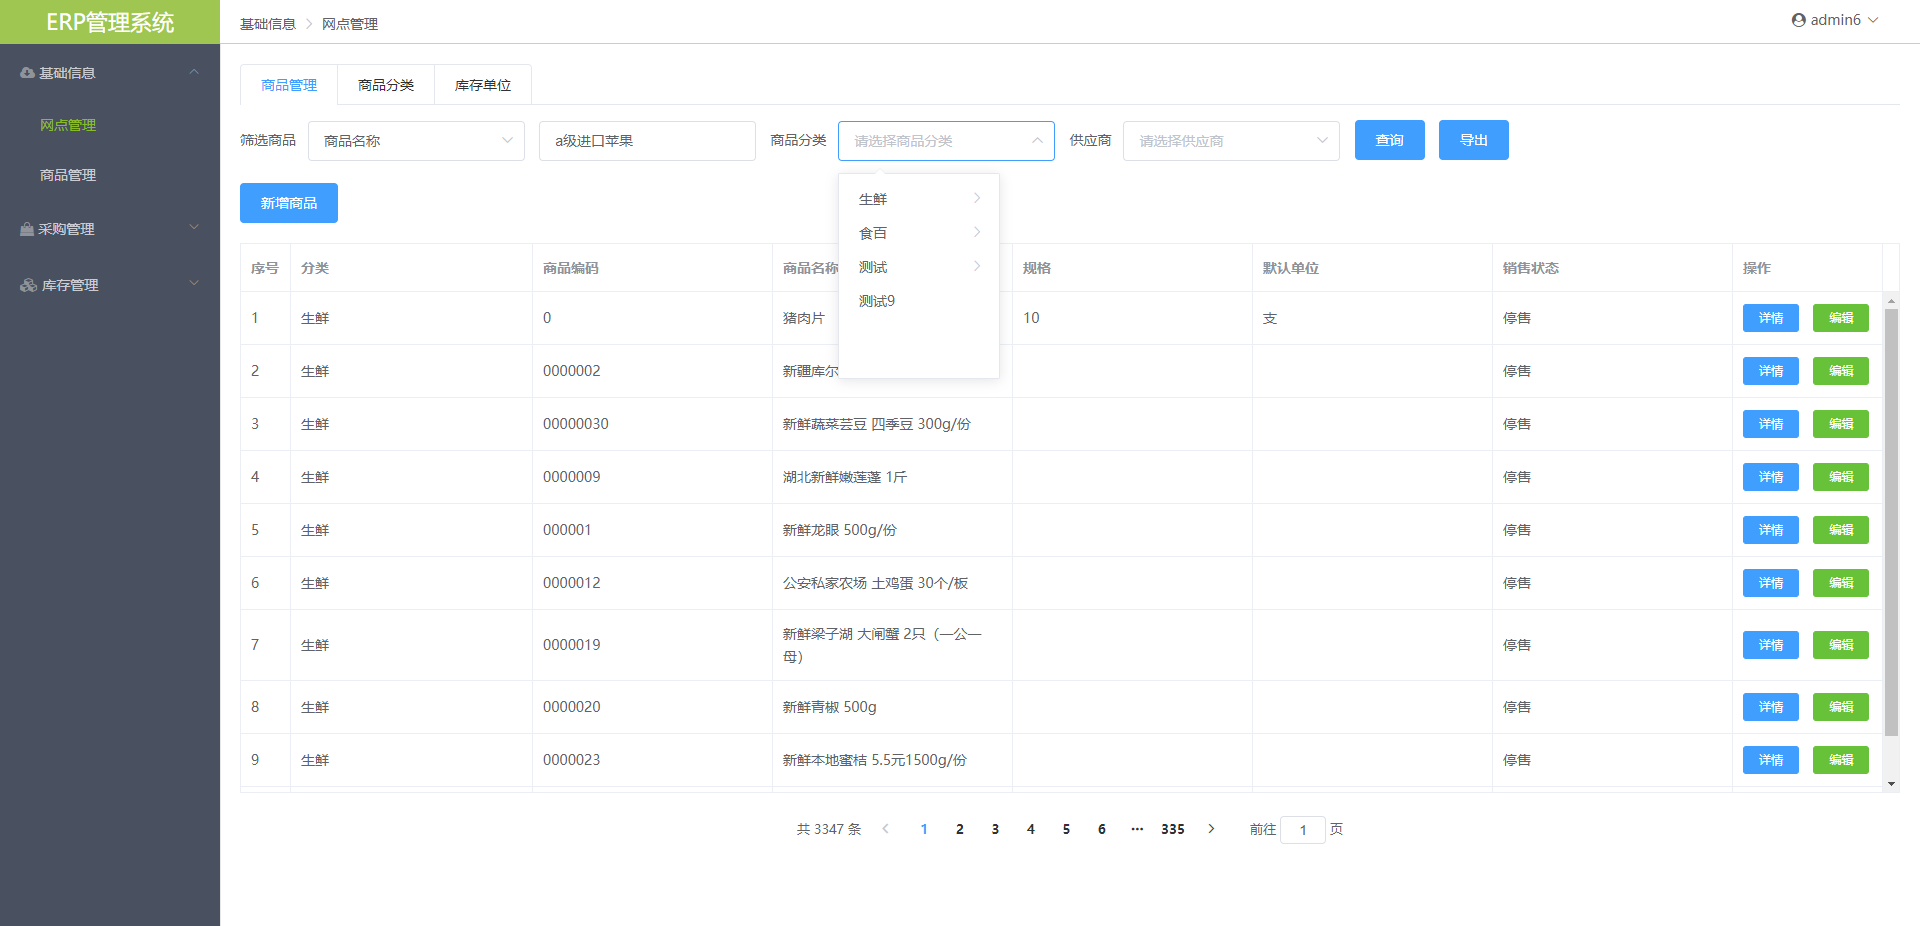 ERP管理系统
基础信息
网点管理
商品管理
采购管理
库存管理
基础信息 > 网点管理
admin6
商品管理 商品分类 库存单位
筛选商品 商品名称 a级进口苹果 商品分类 请选择商品分类 供应商 请选择供应商 查询 导出
新增商品
生鲜
食百
测试
测试9
序号 分类 商品编码 商品名称 规格 默认单位 销售状态 操作
1 生鲜 0 猪肉片 10 支 停售 详情 编辑
2 生鲜 0000002 新疆库尔 停售 详情 编辑
3 生鲜 00000030 新鲜蔬菜芸豆 四季豆 300g/份 停售 详情 编辑
4 生鲜 0000009 湖北新鲜嫩莲蓬 1斤 停售 详情 编辑
5 生鲜 000001 新鲜龙眼 500g/份 停售 详情 编辑
6 生鲜 0000012 公安私家农场 土鸡蛋 30个/板 停售 详情 编辑
7 生鲜 0000019 新鲜梁子湖 大闸蟹 2只（一公一母） 停售 详情 编辑
8 生鲜 0000020 新鲜青椒 500g 停售 详情 编辑
9 生鲜 0000023 新鲜本地蜜桔 5.5元1500g/份 停售 详情 编辑
共 3347 条 < 1 2 3 4 5 6 ··· 335 > 前往 1 页